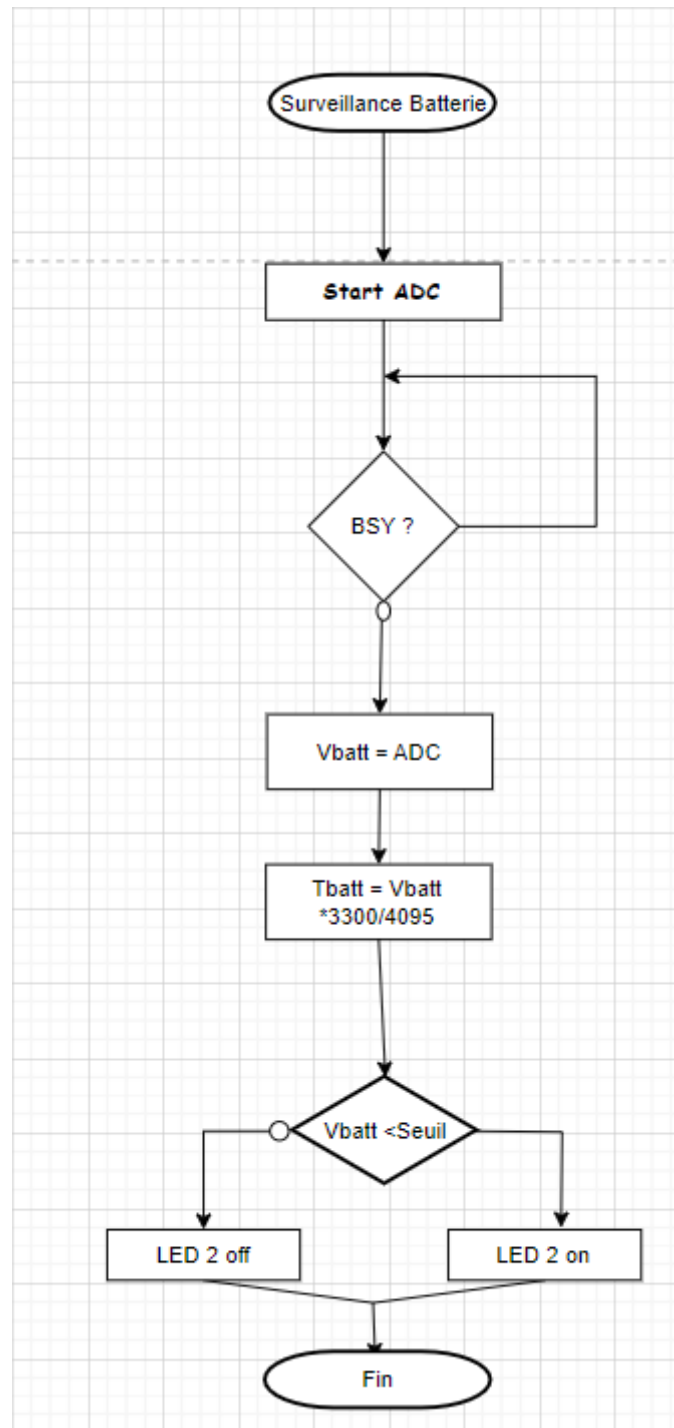 Surveillance Batterie
Start ADC
BSY ?
Vbatt = ADC
Tbatt = Vbatt
*3300/4095
Vbatt <Seuil
LED 2 off
LED 2 on
Fin